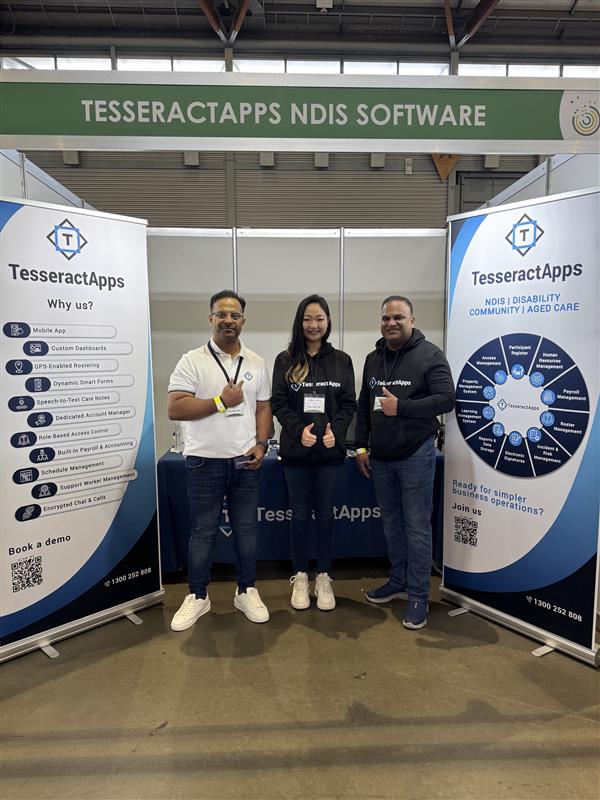 TESSERACTAPPS NDIS SOFTWARE
T
TesseractApps
Why us?
Mobile App
Custom Dashboards
GPS-Enabled Rostering
Dynamic Smart Forms
Speech-to-Text Care Notes
Dedicated Account Manager
Role-Based Access Control
Built-in Payroll & Accounting
Schedule Management
Support Worker Management
Encrypted Chat & Calls
Book a demo
1300 252 808
TesseractApps
TesseractApps
TesseractApps
T
TesseractApps
NDIS | DISABILITY
COMMUNITY | AGED CARE
Participant
Register
Human
Resources
Management
Payroll
Management
Roster
Management
Incident &
Risk
Management
Electronic
Signatures
Reports &
Data
Storage
Learning
Management
System
Property
Management
System
Access
Management
TesseractApps
Ready for simpler
business operations?
Join us
1300 252 808